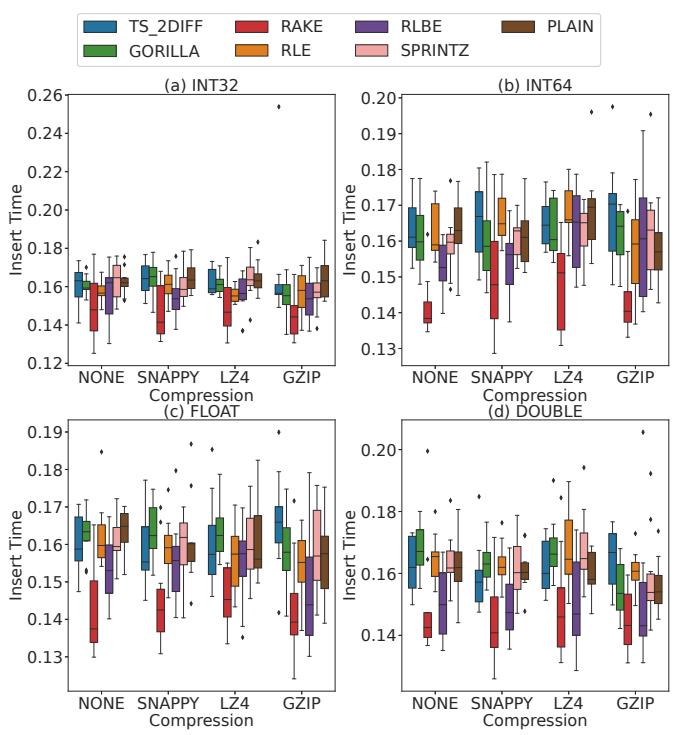 TS_2DIFF RAKE RLBE PLAIN
GORILLA RLE SPRINTZ
(a) INT32
0.26
0.24
0.22
0.20
0.18
0.16
0.14
0.12
Insert Time
NONE SNAPPY LZ4 GZIP
Compression
(b) INT64
0.20
0.19
0.18
0.17
0.16
0.15
0.14
0.13
Insert Time
NONE SNAPPY LZ4 GZIP
Compression
(c) FLOAT
0.19
0.18
0.17
0.16
0.15
0.14
0.13
Insert Time
NONE SNAPPY LZ4 GZIP
Compression
(d) DOUBLE
0.20
0.18
0.16
0.14
Insert Time
NONE SNAPPY LZ4 GZIP
Compression